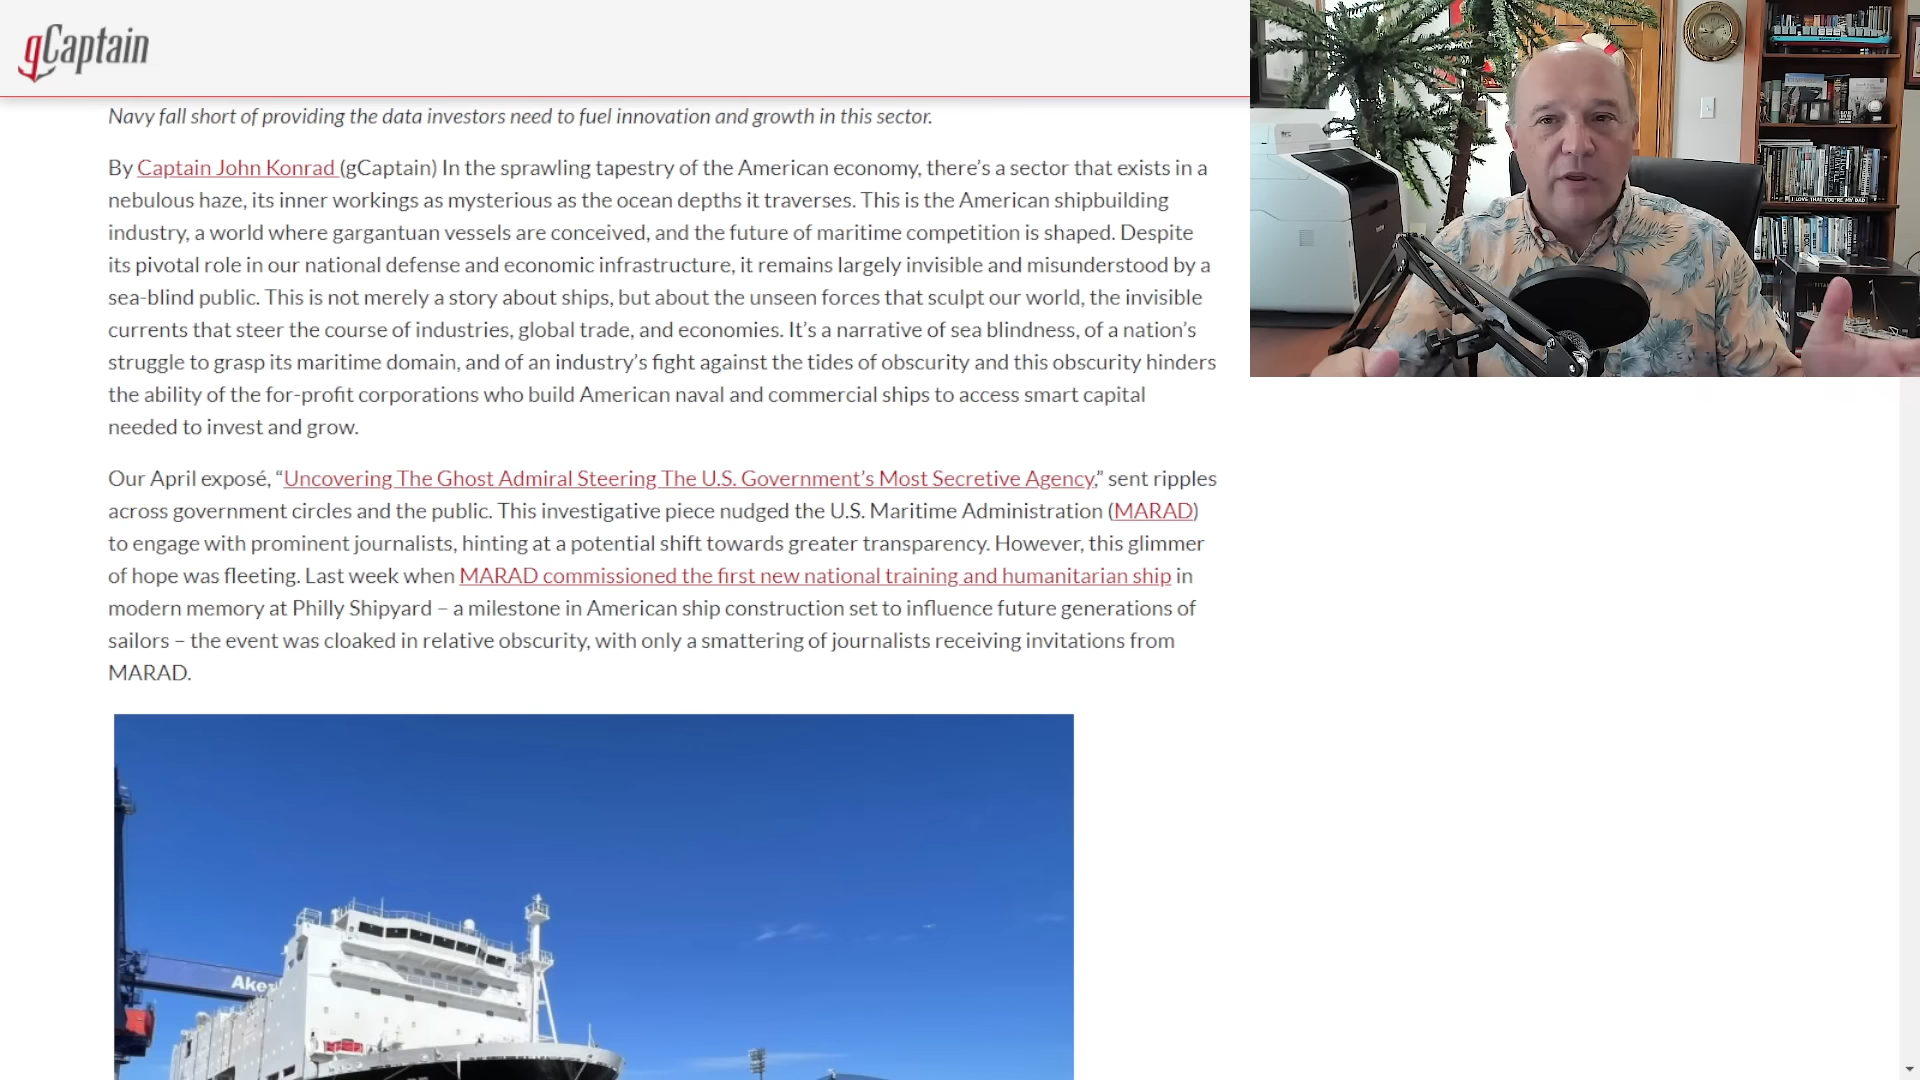 gCaptain
Navy fall short of providing the data investors need to fuel innovation and growth in this sector.
By Captain John Konrad (gCaptain) In the sprawling tapestry of the American economy, there’s a sector that exists in a
nebulous haze, its inner workings as mysterious as the ocean depths it traverses. This is the American shipbuilding
industry, a world where gargantuan vessels are conceived, and the future of maritime competition is shaped. Despite
its pivotal role in our national defense and economic infrastructure, it remains largely invisible and misunderstood by a
sea-blind public. This is not merely a story about ships, but about the unseen forces that sculpt our world, the invisible
currents that steer the course of industries, global trade, and economies. It’s a narrative of sea blindness, of a nation’s
struggle to grasp its maritime domain, and of an industry’s fight against the tides of obscurity and this obscurity hinders
the ability of the for-profit corporations who build American naval and commercial ships to access smart capital
needed to invest and grow.
Our April exposé, “Uncovering The Ghost Admiral Steering The U.S. Government’s Most Secretive Agency,” sent ripples
across government circles and the public. This investigative piece nudged the U.S. Maritime Administration (MARAD)
to engage with prominent journalists, hinting at a potential shift towards greater transparency. However, this glimmer
of hope was fleeting. Last week when MARAD commissioned the first new national training and humanitarian ship in
modern memory at Philly Shipyard – a milestone in American ship construction set to influence future generations of
sailors – the event was cloaked in relative obscurity, with only a smattering of journalists receiving invitations from
MARAD.
I LOVE THAT YOU'RE MY DAD